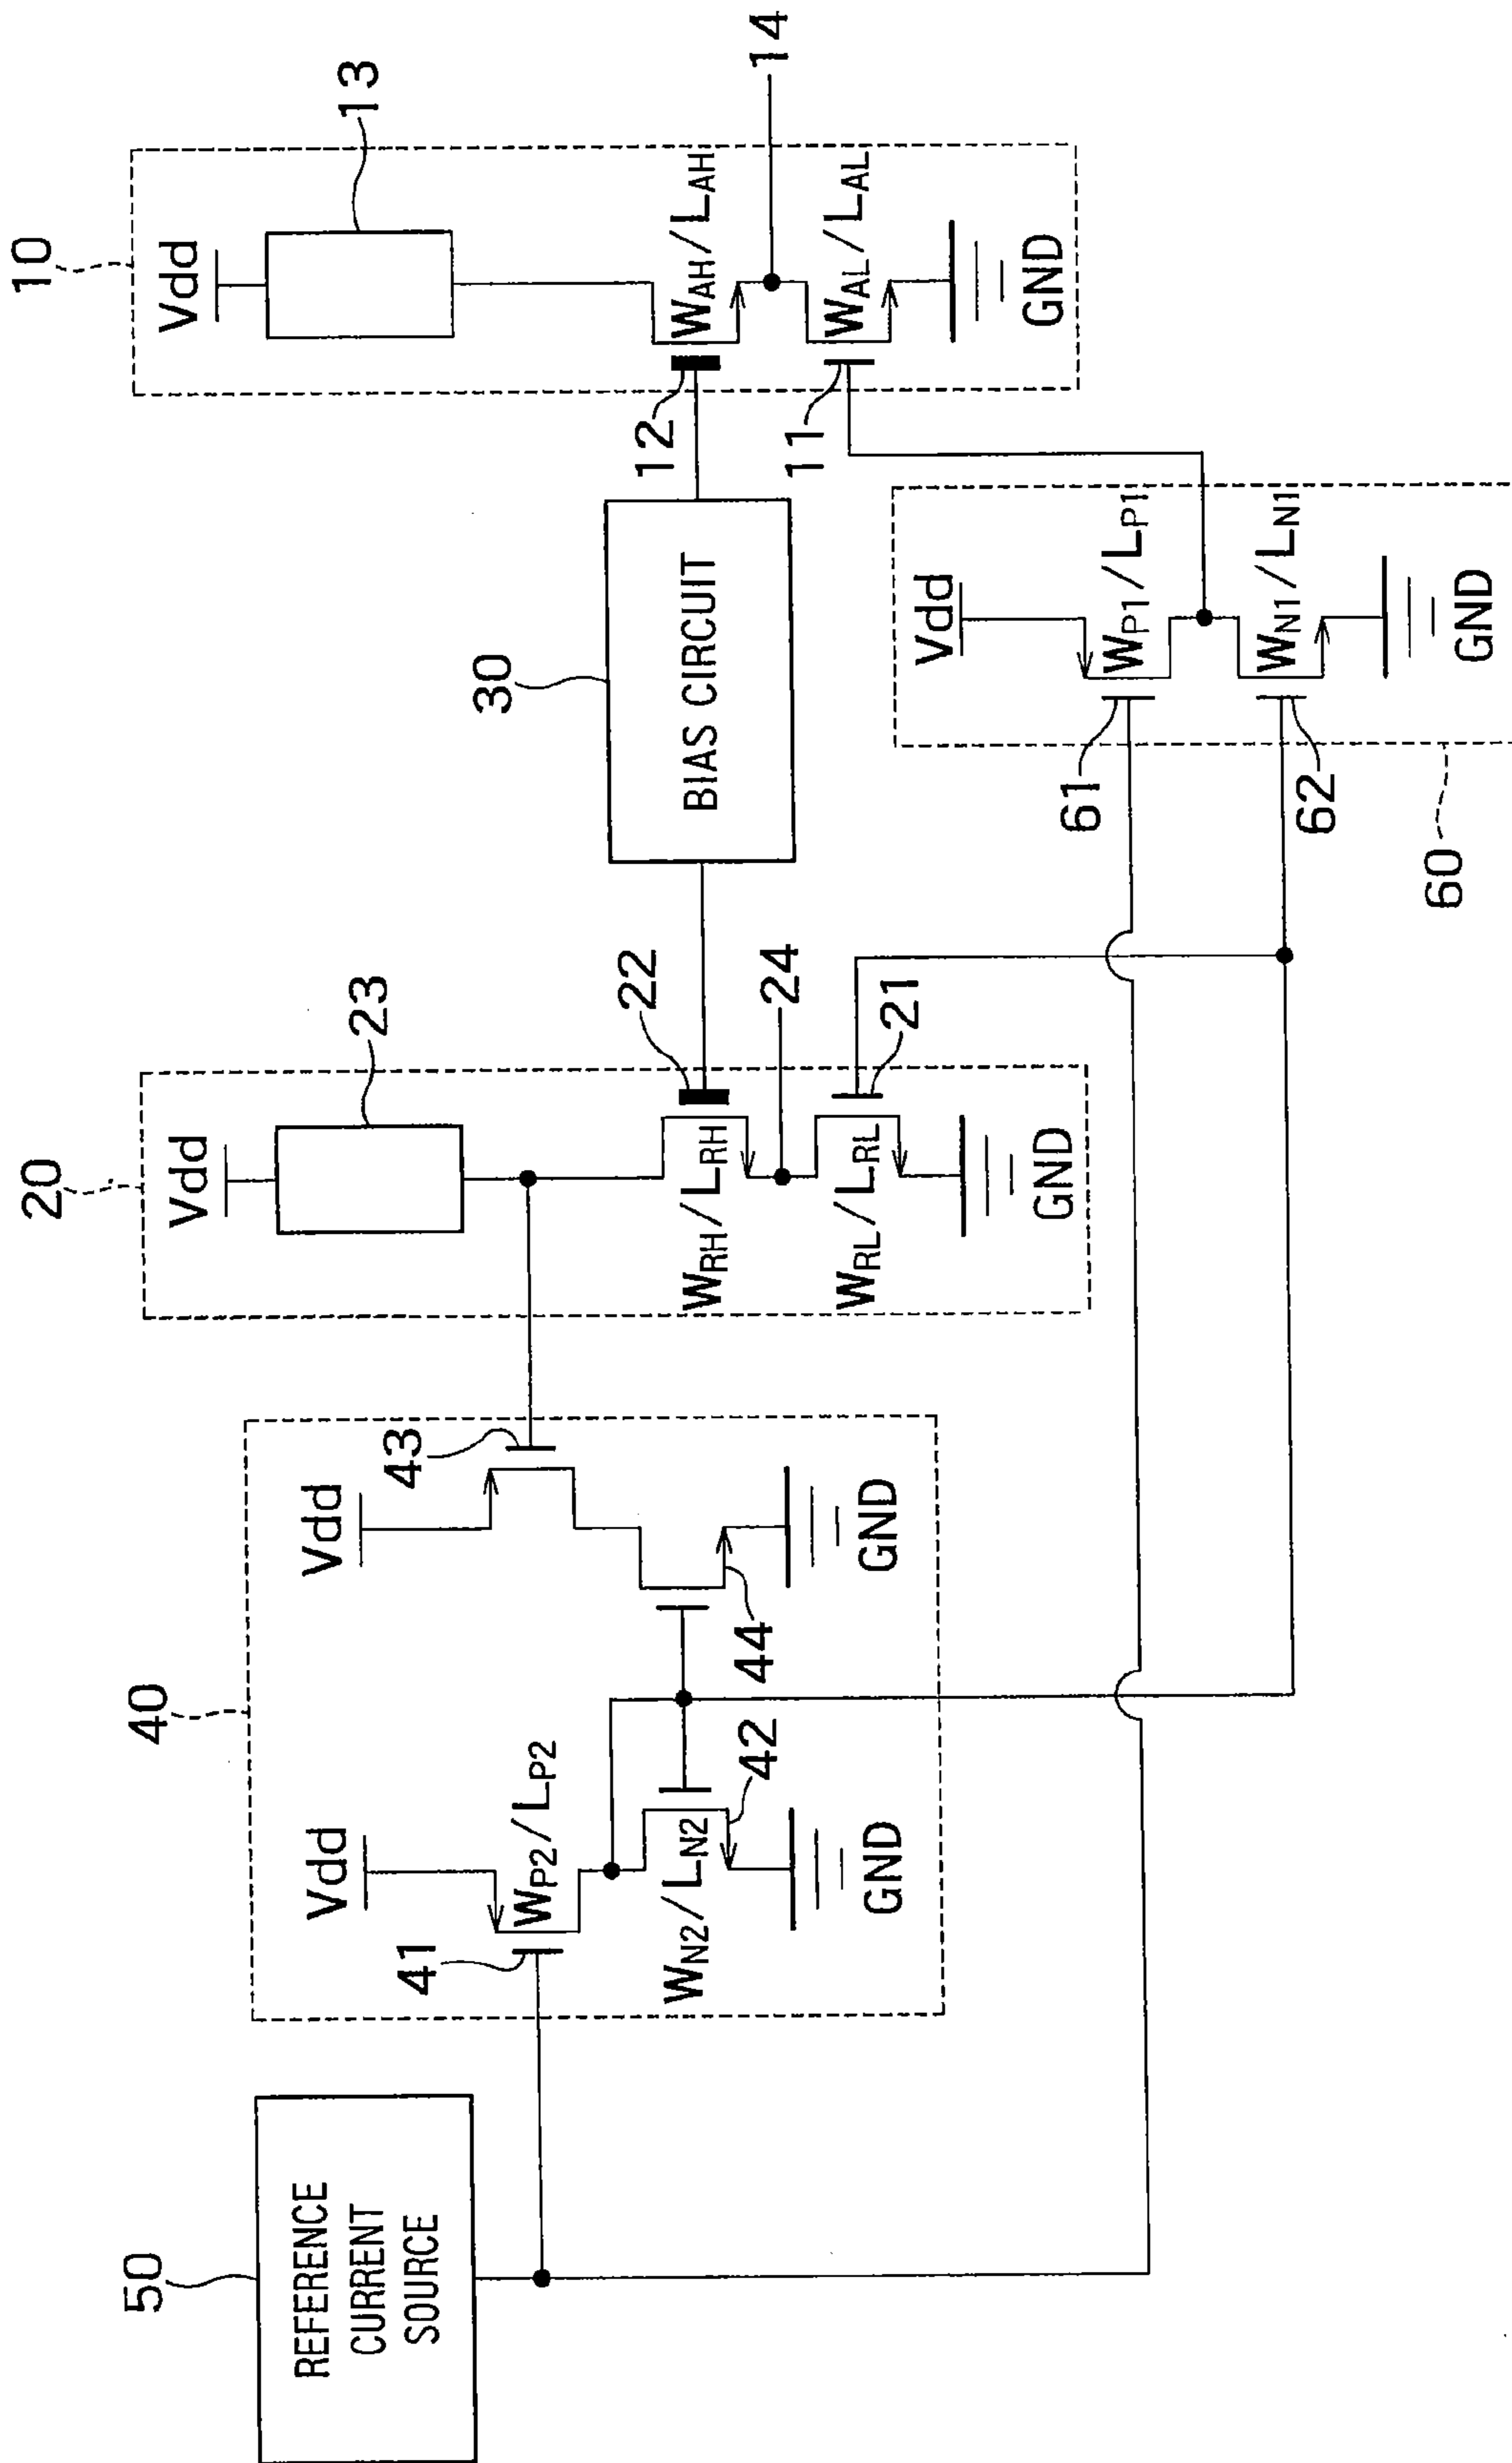 50
REFERENCE
CURRENT
SOURCE
40
Vdd
41
WP2/LP2
WN2/LN2
42
GND
Vdd
43
44
GND
20
Vdd
23
22
WRH/LRH
24
WRL/LRL
21
GND
30
BIAS CIRCUIT
10
Vdd
13
12
WAH/LAH
14
11
WAL/LAL
GND
60
Vdd
61
WP1/LP1
62
WN1/LN1
GND